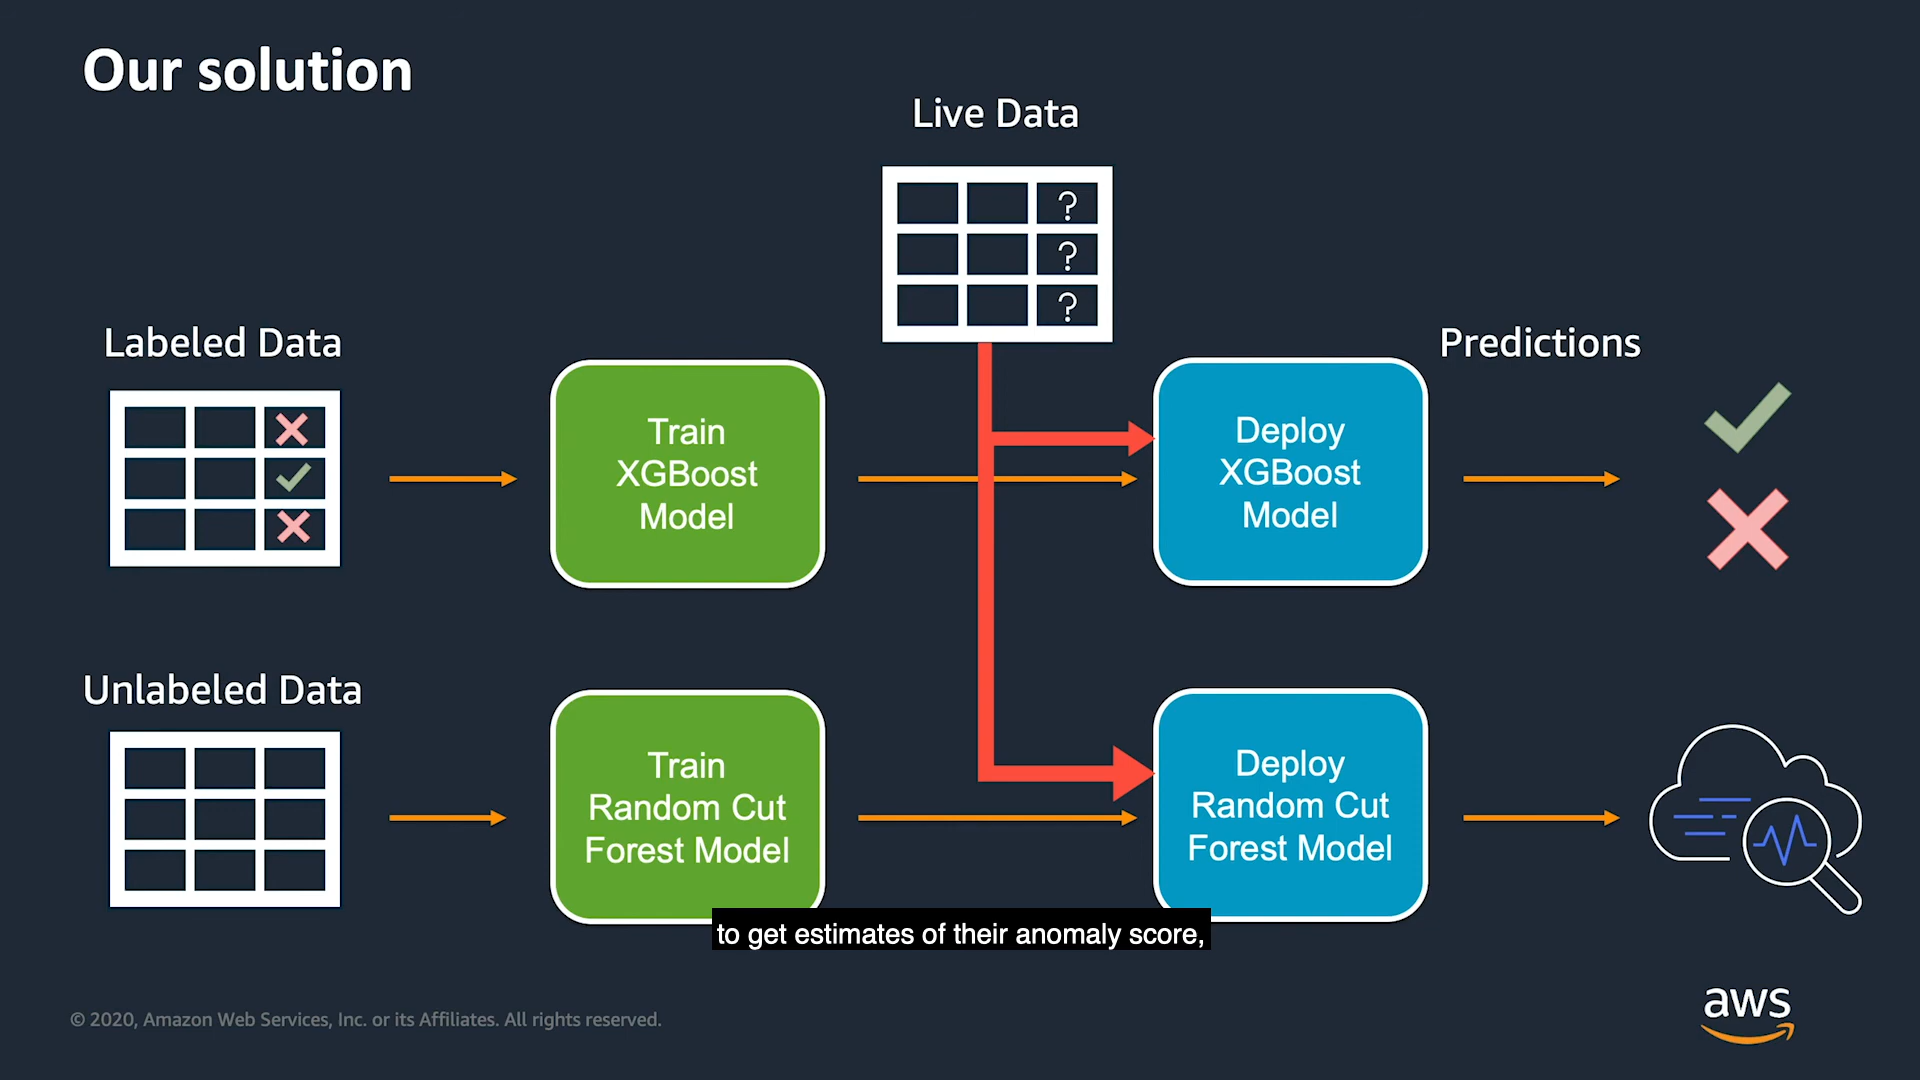 Our solution
Live Data
?
?
?
Labeled Data
Predictions
Train
XGBoost
Model
Deploy
XGBoost
Model
Unlabeled Data
Train
Random Cut
Forest Model
Deploy
Random Cut
Forest Model
to get estimates of their anomaly score,
© 2020, Amazon Web Services, Inc. or its Affiliates. All rights reserved.
aws